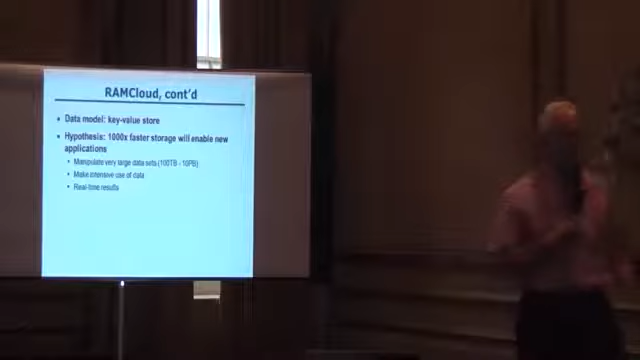 RAMCloud, cont'd
• Data model: key-value store
• Hypothesis: 1000x faster storage will enable new
applications
• Manipulate very large data sets (100TB - 10PB)
• Make intensive use of data
• Real-time results